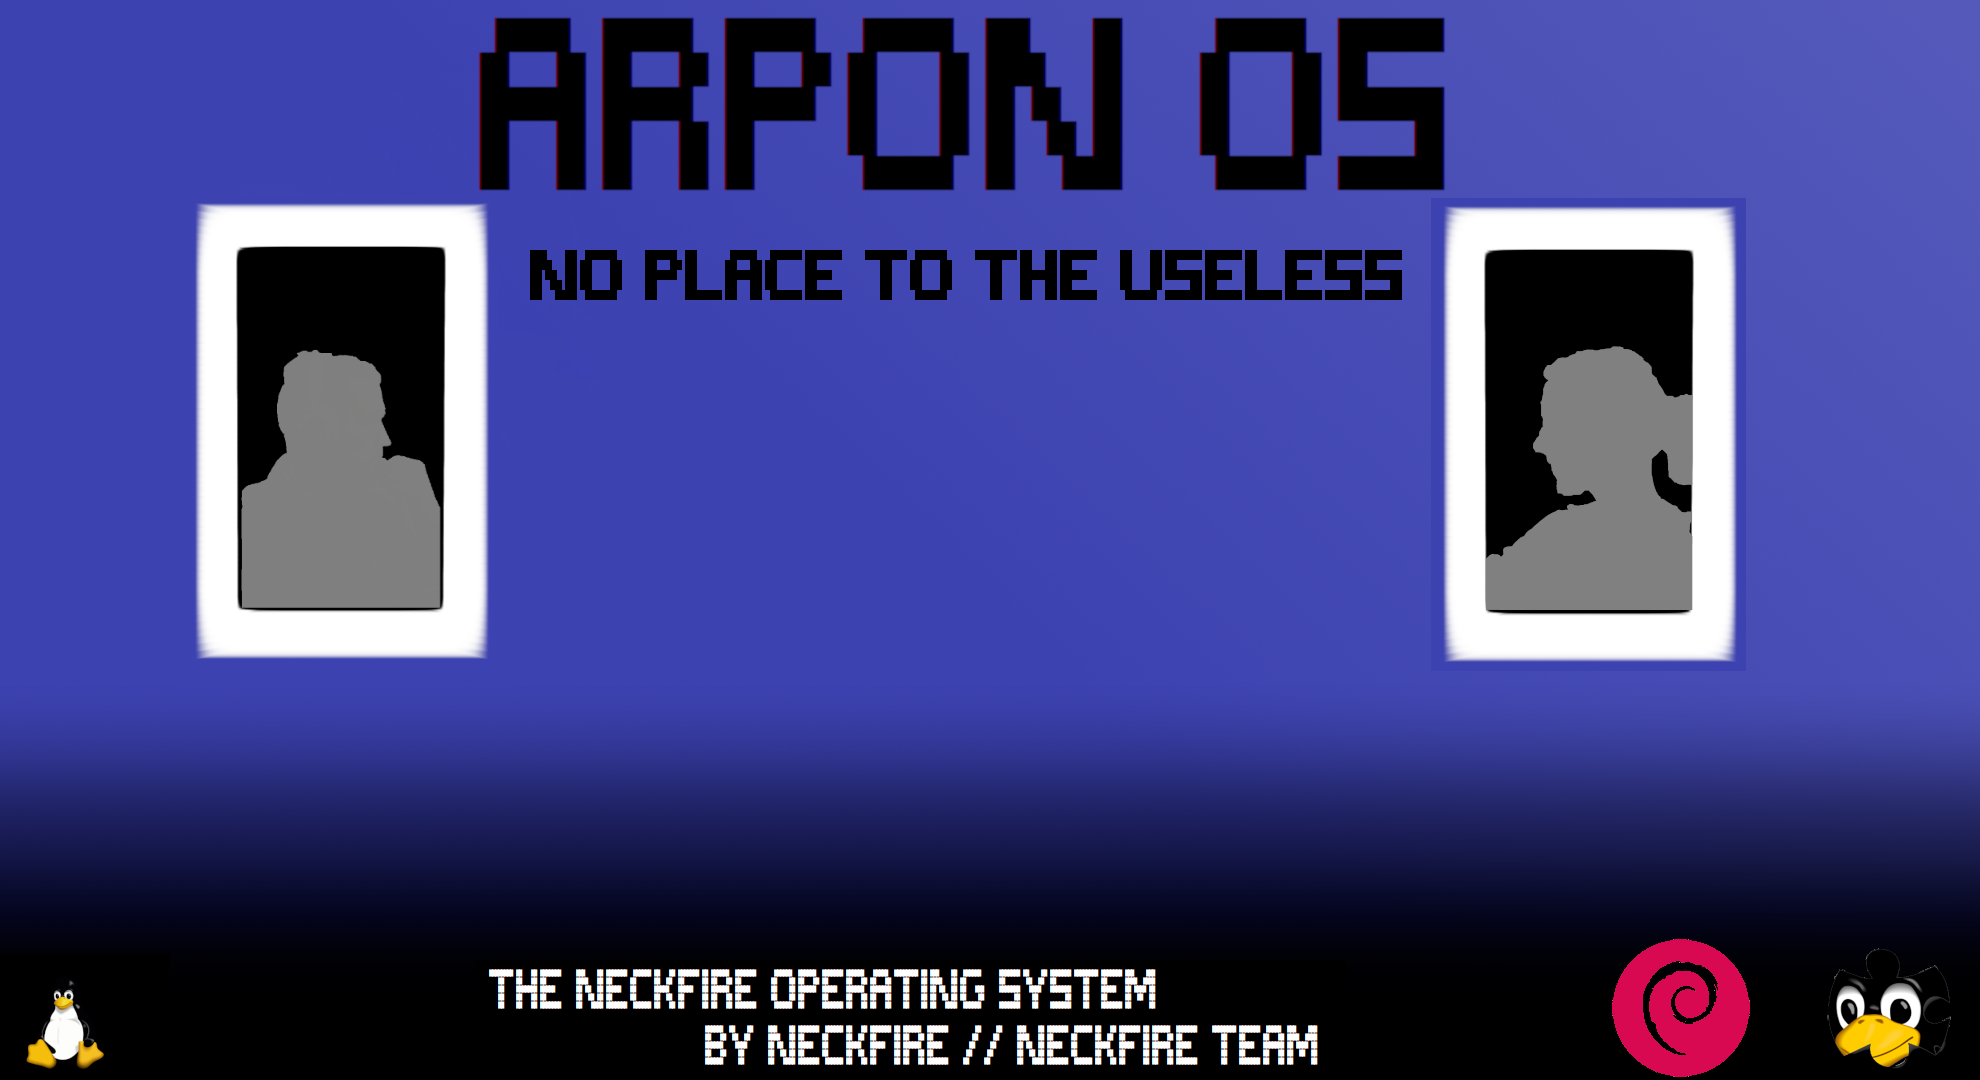 ARPON OS
NO PLACE TO THE USELESS
THE NECKFIRE OPERATING SYSTEM
BY NECKFIRE // NECKFIRE TEAM